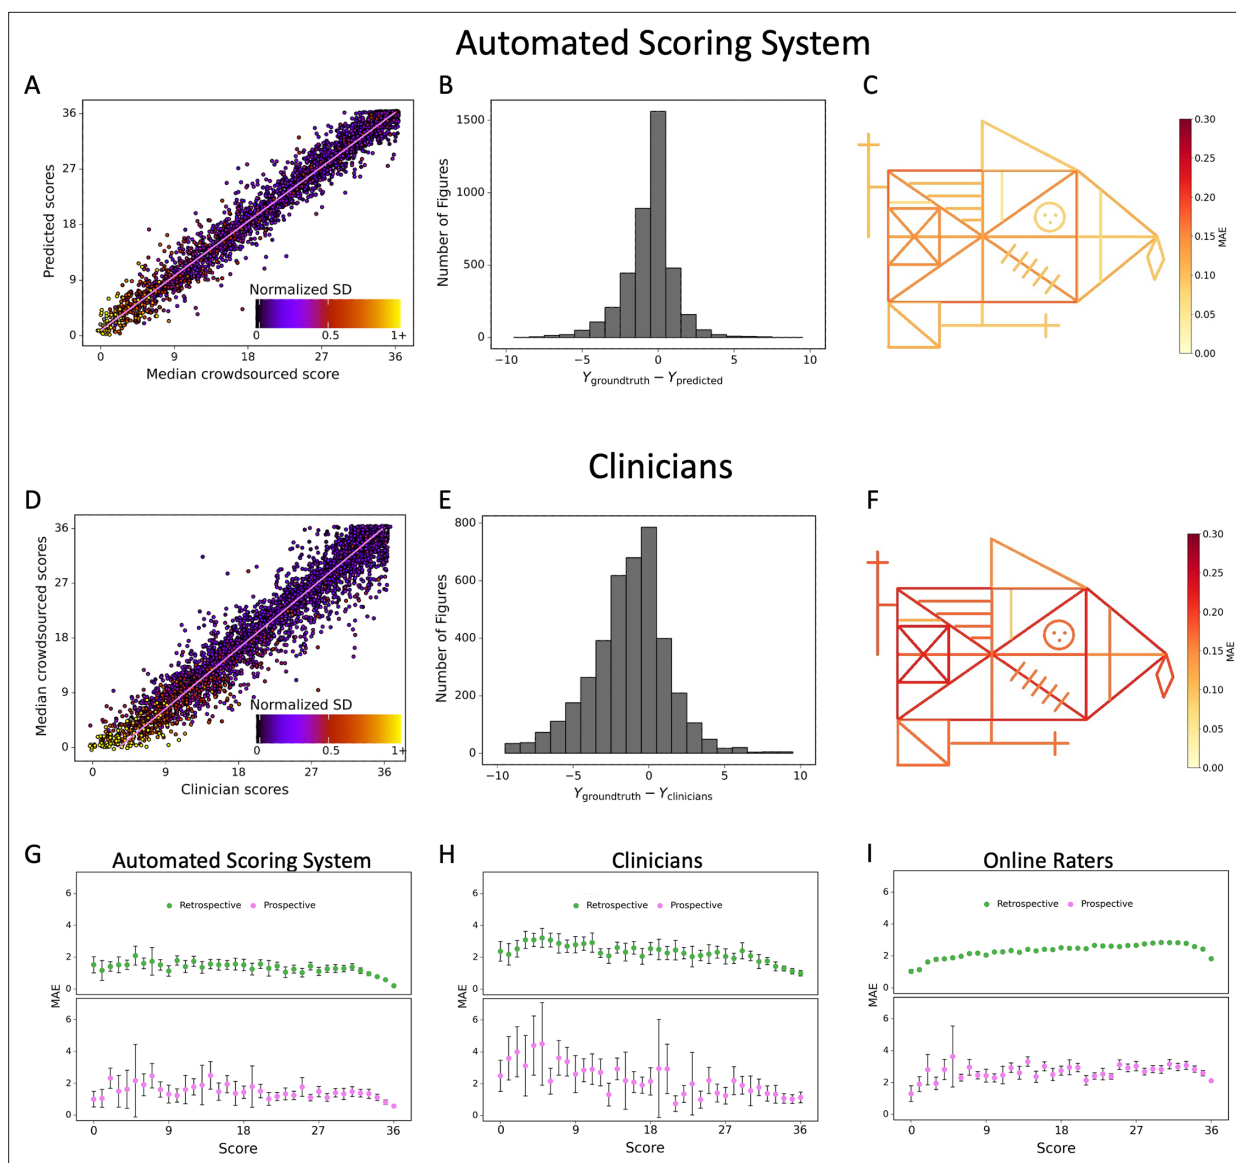 Automated Scoring System
A
B
C
Predicted scores
36
27
18
9
0
Normalized SD
0
0.5
1+
0
9
18
27
36
Median crowdsourced score
Number of Figures
1500
1000
500
0
−10
−5
0
5
10
Ygroundtruth − Ypredicted
0.30
0.25
0.20
0.15
0.10
0.05
0.00
MAE
Clinicians
D
E
F
Median crowdsourced scores
36
27
18
9
0
Normalized SD
0
0.5
1+
0
9
18
27
36
Clinician scores
Number of Figures
800
600
400
200
0
−10
−5
0
5
10
Ygroundtruth − Yclinicians
0.30
0.25
0.20
0.15
0.10
0.05
0.00
MAE
G
Automated Scoring System
6
4
2
0
Retrospective
Prospective
MAE
6
4
2
0
0
9
18
27
36
Score
H
Clinicians
6
4
2
0
Retrospective
Prospective
MAE
6
4
2
0
0
9
18
27
36
Score
I
Online Raters
6
4
2
0
Retrospective
Prospective
MAE
6
4
2
0
0
9
18
27
36
Score